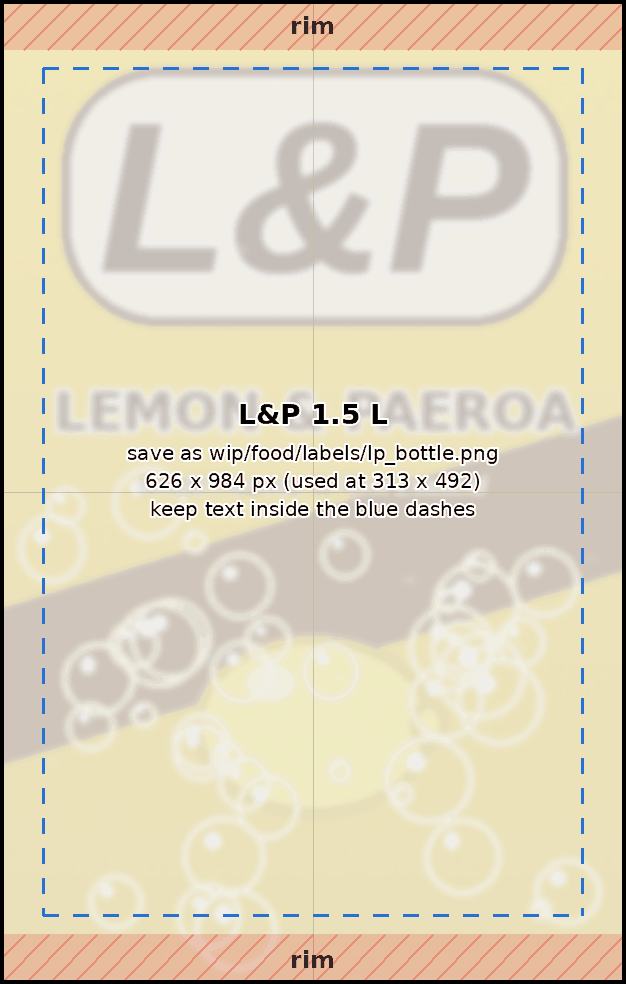 rim
L&P
LEMON & PAEROA
L&P 1.5 L
save as wip/food/labels/lp_bottle.png
626 x 984 px (used at 313 x 492)
keep text inside the blue dashes
rim